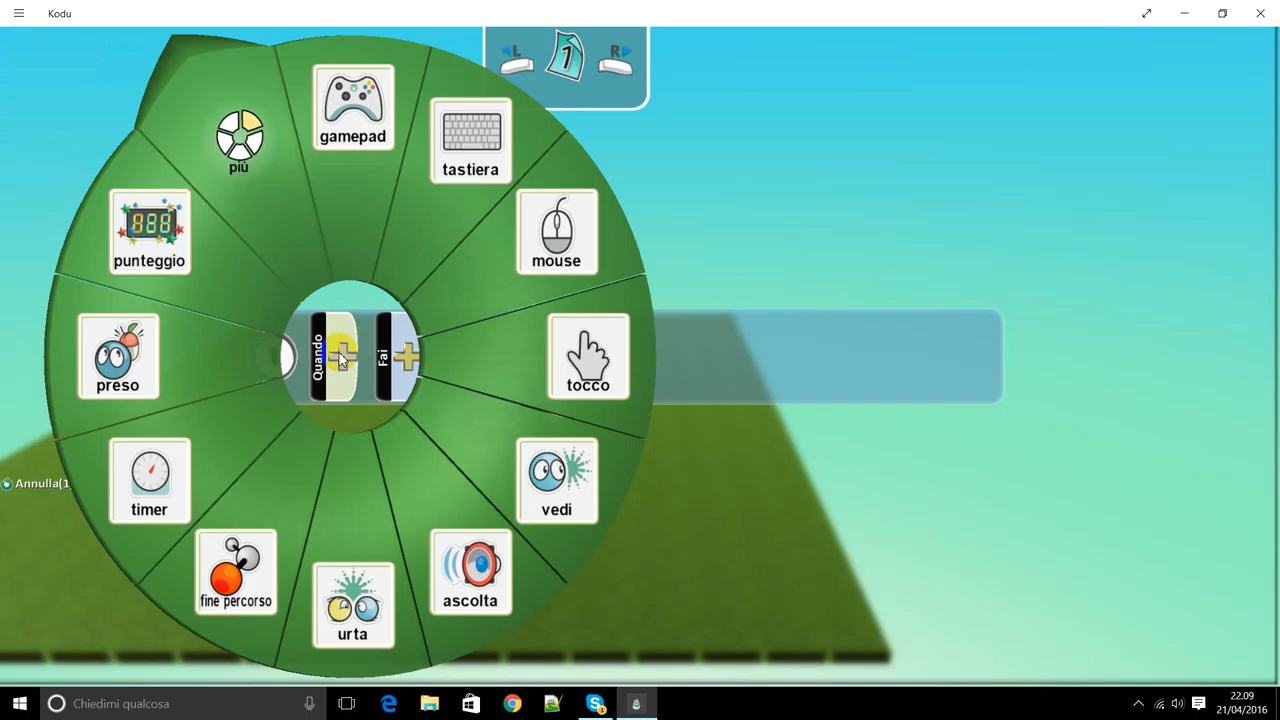 Kodu
L
1
R
gamepad
tastiera
più
mouse
punteggio
Quando
Fai
preso
tocco
Annulla(1
timer
vedi
fine percorso
ascolta
urta
Chiedimi qualcosa
22.09
21/04/2016